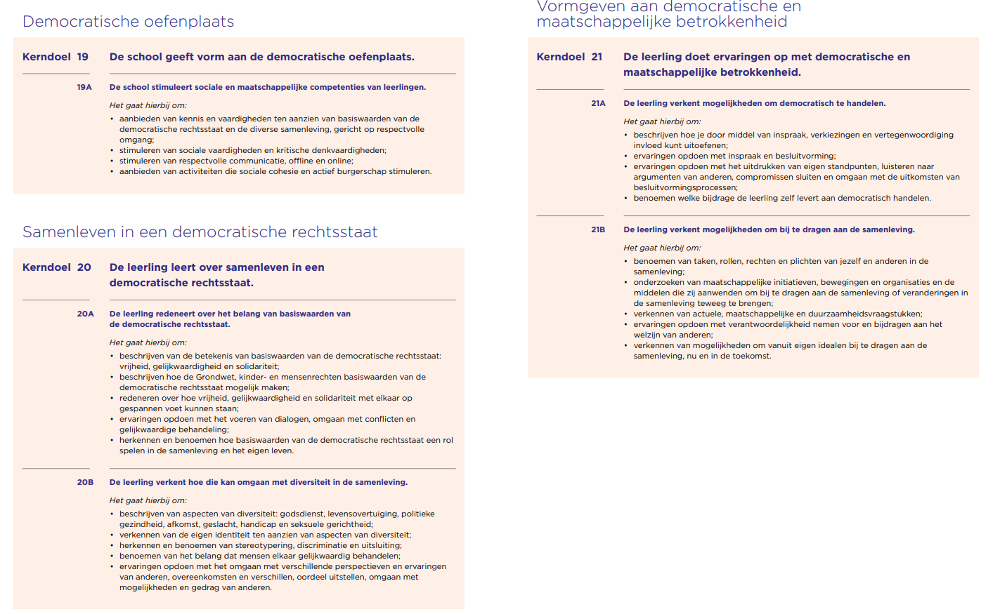 Democratische oefenplaats
Kerndoel 19 De school geeft vorm aan de democratische oefenplaats.
19A De school stimuleert sociale en maatschappelijke competenties van leerlingen.
Het gaat hierbij om:
• aanbieden van kennis en vaardigheden ten aanzien van basiswaarden van de
democratische rechtsstaat en de diverse samenleving, gericht op respectvolle
omgang;
• stimuleren van sociale vaardigheden en kritische denkvaardigheden;
• stimuleren van respectvolle communicatie, offline en online;
• aanbieden van activiteiten die sociale cohesie en actief burgerschap stimuleren.
Samenleven in een democratische rechtsstaat
Kerndoel 20 De leerling leert over samenleven in een
democratische rechtsstaat.
20A De leerling redeneert over het belang van basiswaarden van
de democratische rechtsstaat.
Het gaat hierbij om:
• beschrijven van de betekenis van basiswaarden van de democratische rechtsstaat:
vrijheid, gelijkwaardigheid en solidariteit;
• beschrijven hoe de Grondwet, kinder- en mensenrechten basiswaarden van de
democratische rechtsstaat mogelijk maken;
• redeneren over hoe vrijheid, gelijkwaardigheid en solidariteit met elkaar op
gespannen voet kunnen staan;
• ervaringen opdoen met het voeren van dialogen, omgaan met conflicten en
gelijkwaardige behandeling;
• herkennen en benoemen hoe basiswaarden van de democratische rechtsstaat een rol
spelen in de samenleving en het eigen leven.
20B De leerling verkent hoe die kan omgaan met diversiteit in de samenleving.
Het gaat hierbij om:
• beschrijven van aspecten van diversiteit: godsdienst, levensovertuiging, politieke
gezindheid, afkomst, geslacht, handicap en seksuele gerichtheid;
• verkennen van de eigen identiteit ten aanzien van aspecten van diversiteit;
• herkennen en benoemen van stereotypering, discriminatie en uitsluiting;
• benoemen van het belang dat mensen elkaar gelijkwaardig behandelen;
• ervaringen opdoen met het omgaan met verschillende perspectieven en ervaringen
van anderen, overeenkomsten en verschillen, oordeel uitstellen, omgaan met
mogelijkheden en gedrag van anderen.
Vormgeven aan democratische en
maatschappelijke betrokkenheid
Kerndoel 21 De leerling doet ervaringen op met democratische en
maatschappelijke betrokkenheid.
21A De leerling verkent mogelijkheden om democratisch te handelen.
Het gaat hierbij om:
• beschrijven hoe je door middel van inspraak, verkiezingen en vertegenwoordiging
invloed kunt uitoefenen;
• ervaringen opdoen met inspraak en besluitvorming;
• ervaringen opdoen met het uitdrukken van eigen standpunten, luisteren naar
argumenten van anderen, compromissen sluiten en omgaan met de uitkomsten van
besluitvormingsprocessen;
• benoemen welke bijdrage de leerling zelf levert aan democratisch handelen.
21B De leerling verkent mogelijkheden om bij te dragen aan de samenleving.
Het gaat hierbij om:
• benoemen van taken, rollen, rechten en plichten van jezelf en anderen in de
samenleving;
• onderzoeken van maatschappelijke initiatieven, bewegingen en organisaties en de
middelen die zij aanwenden om bij te dragen aan de samenleving of veranderingen in
de samenleving teweeg te brengen;
• verkennen van actuele, maatschappelijke en duurzaamheidsvraagstukken;
• ervaringen opdoen met verantwoordelijkheid nemen voor en bijdragen aan het
welzijn van anderen;
• verkennen van mogelijkheden om vanuit eigen idealen bij te dragen aan de
samenleving, nu en in de toekomst.